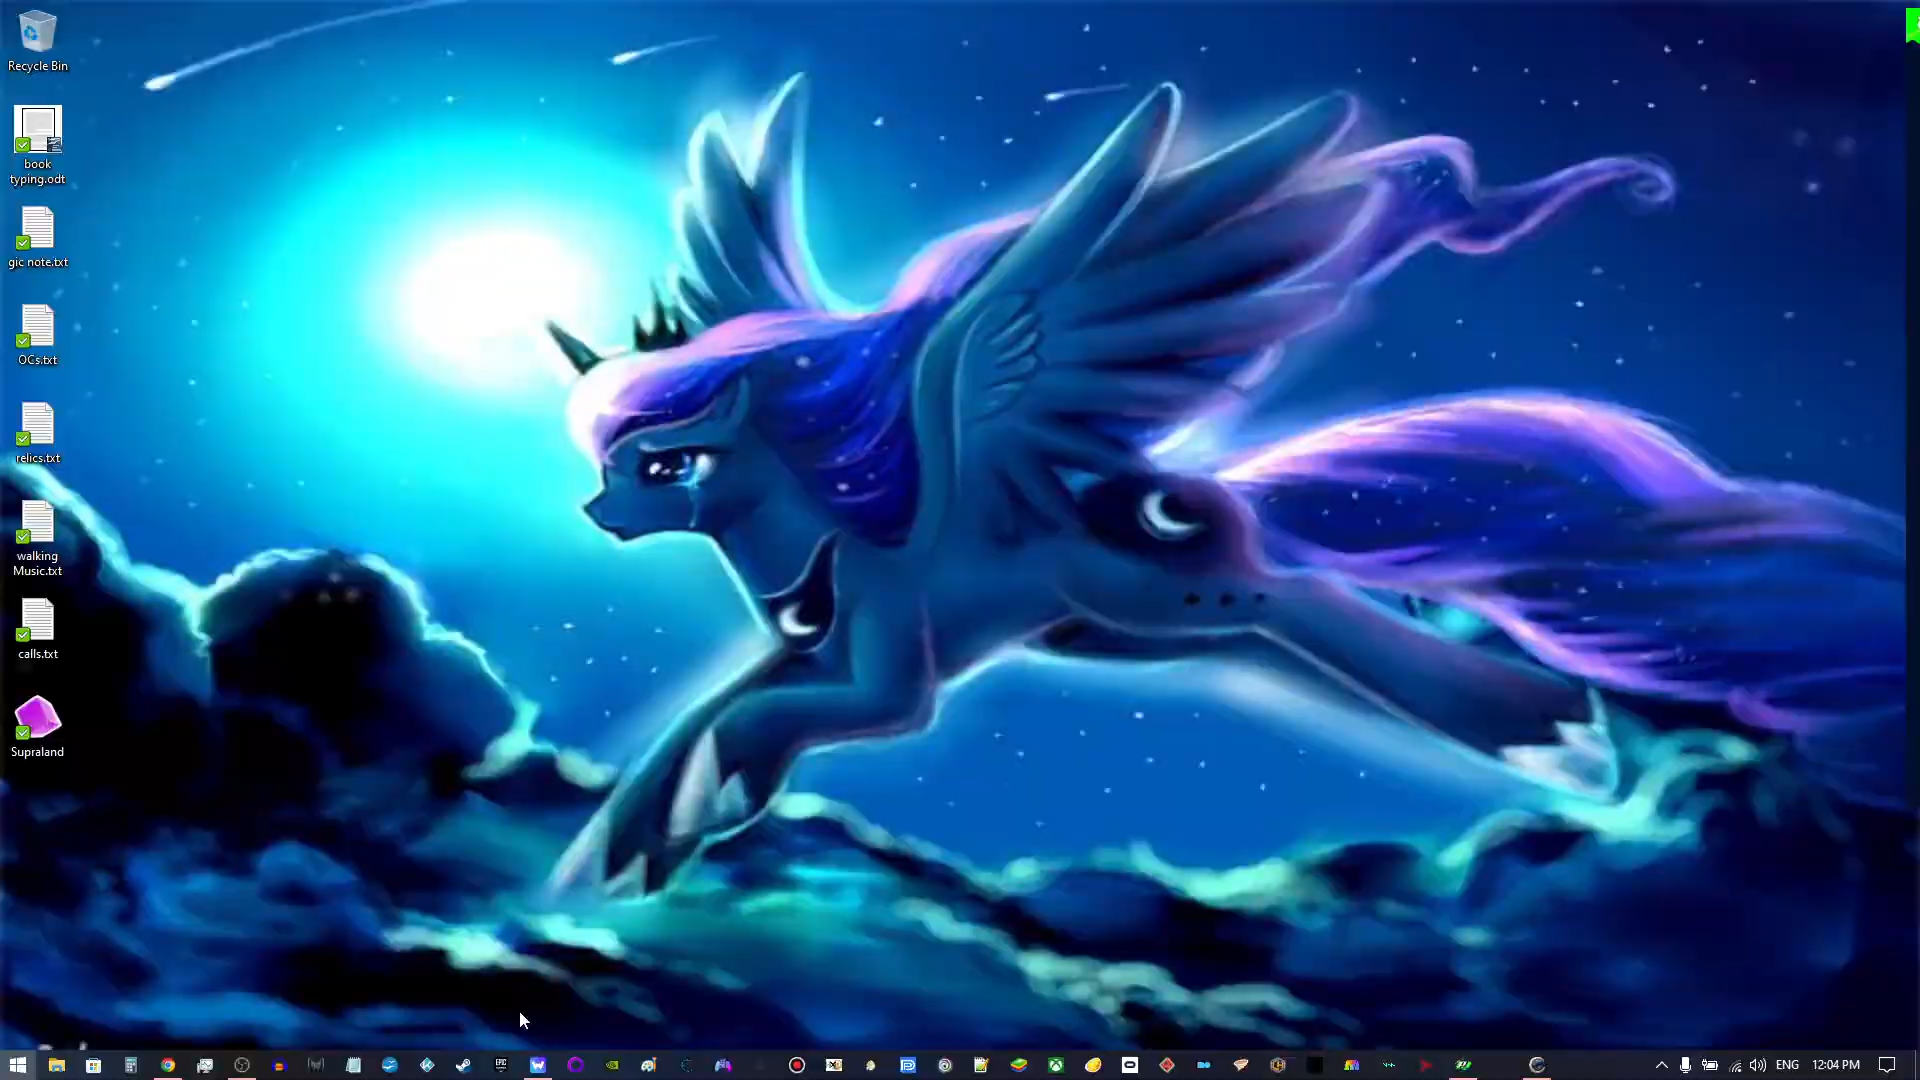 Recycle Bin
book
typing.odt
gic note.txt
OCs.txt
relics.txt
walking
Music.txt
calls.txt
Supraland
EPIC
ENG
12:04 PM